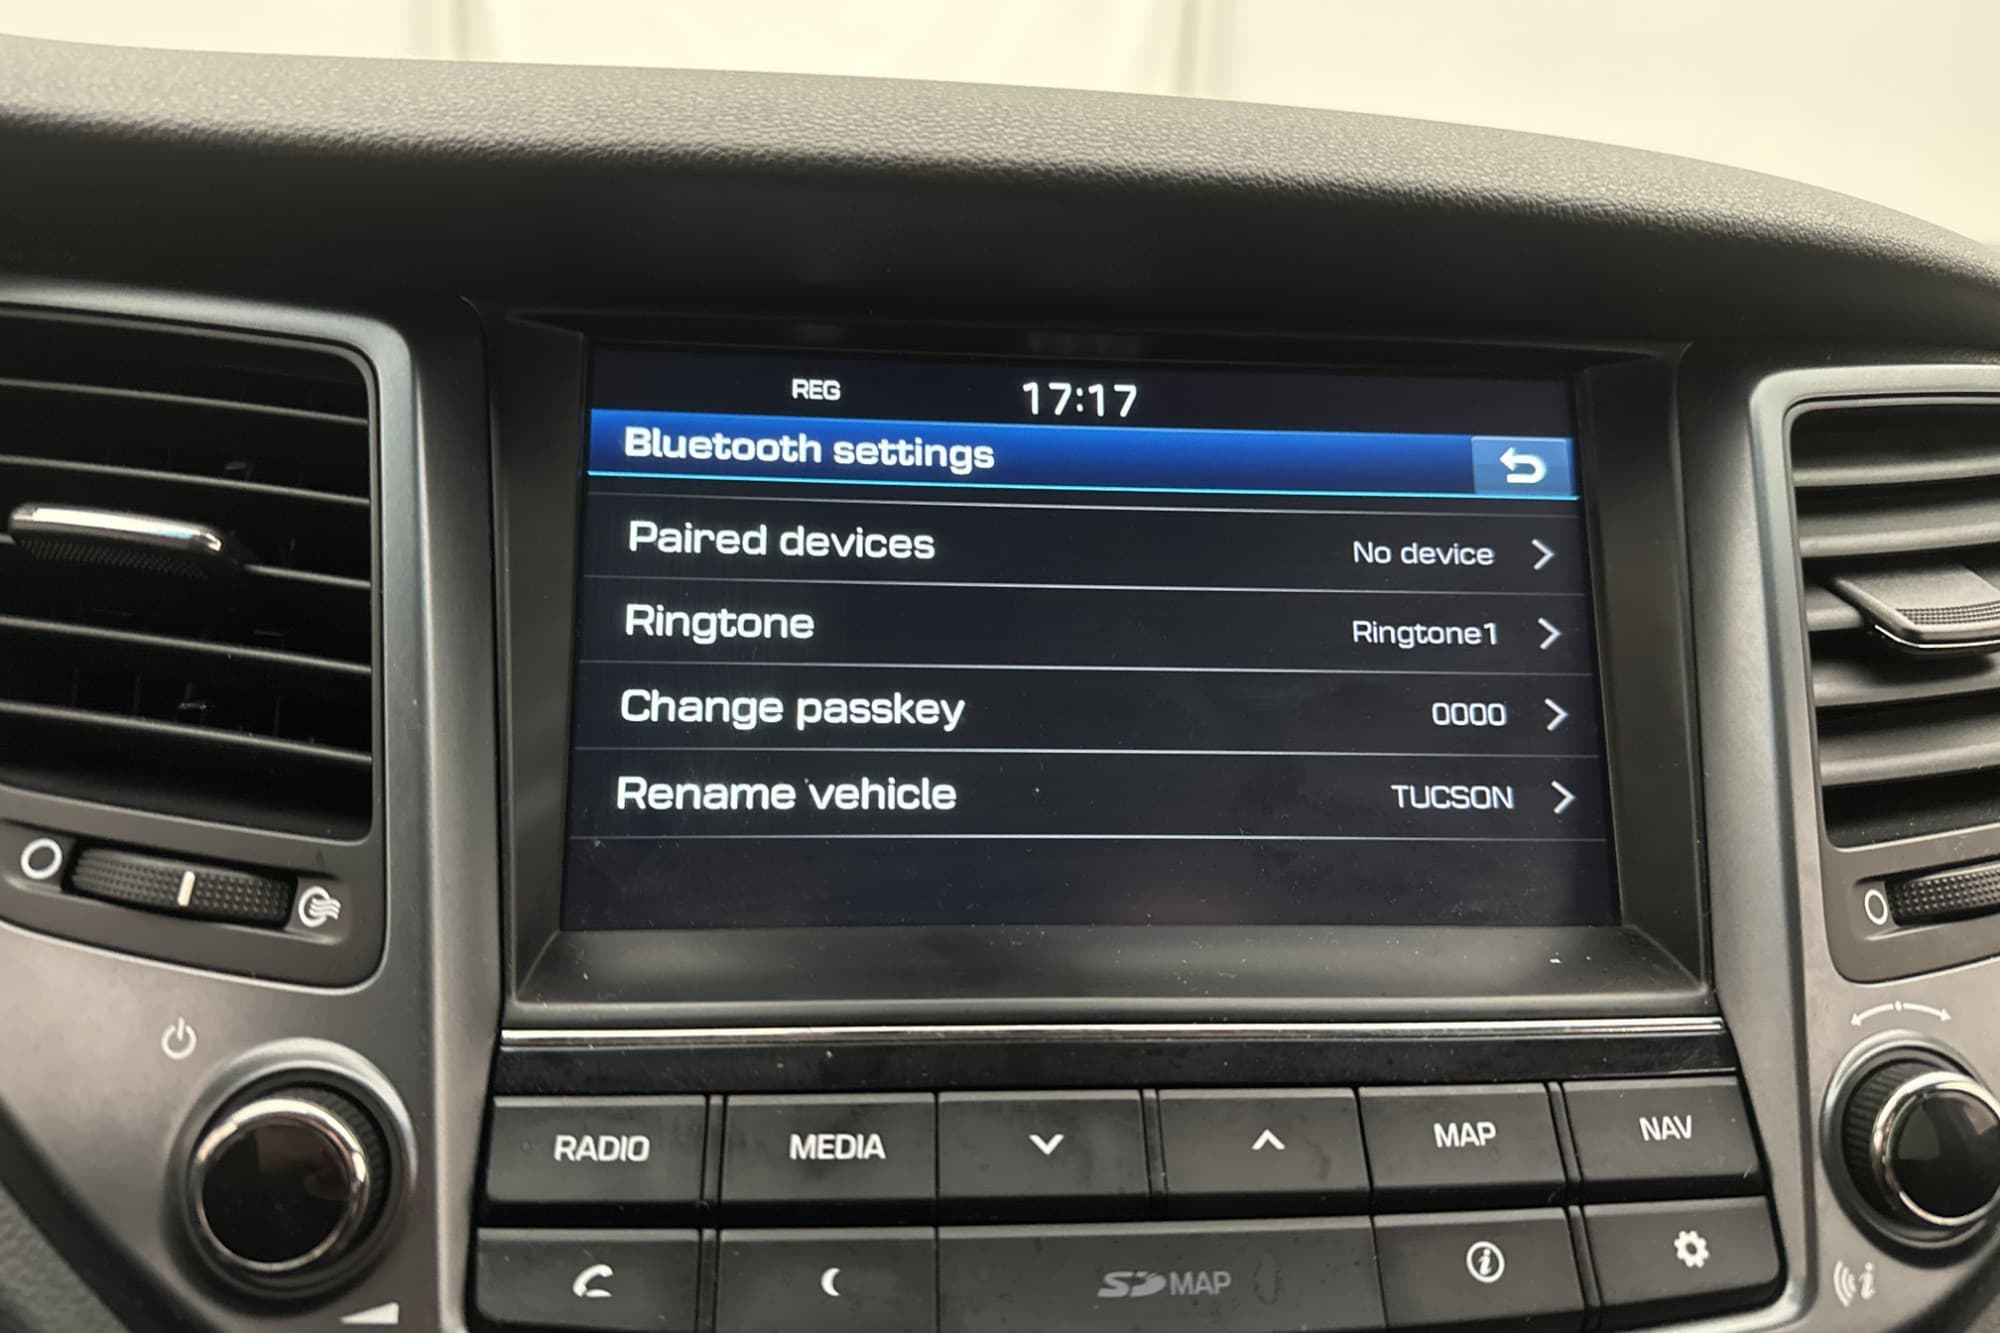 REG 17:17
Bluetooth settings
Paired devices No device
Ringtone Ringtone1
Change passkey 0000
Rename vehicle TUCSON
RADIO MEDIA MAP NAV
SD MAP